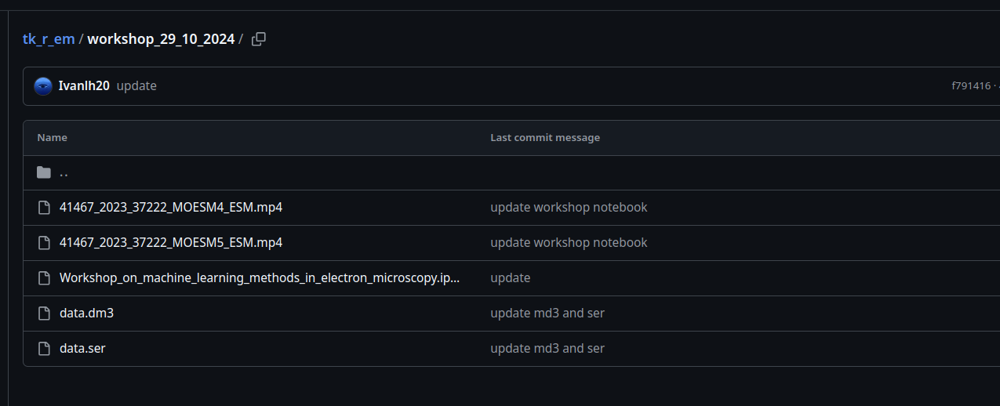 tk_r_em / workshop_29_10_2024 /
Ivanlh20 update f791416 ·
Name Last commit message
..
41467_2023_37222_MOESM4_ESM.mp4 update workshop notebook
41467_2023_37222_MOESM5_ESM.mp4 update workshop notebook
Workshop_on_machine_learning_methods_in_electron_microscopy.ip... update
data.dm3 update md3 and ser
data.ser update md3 and ser